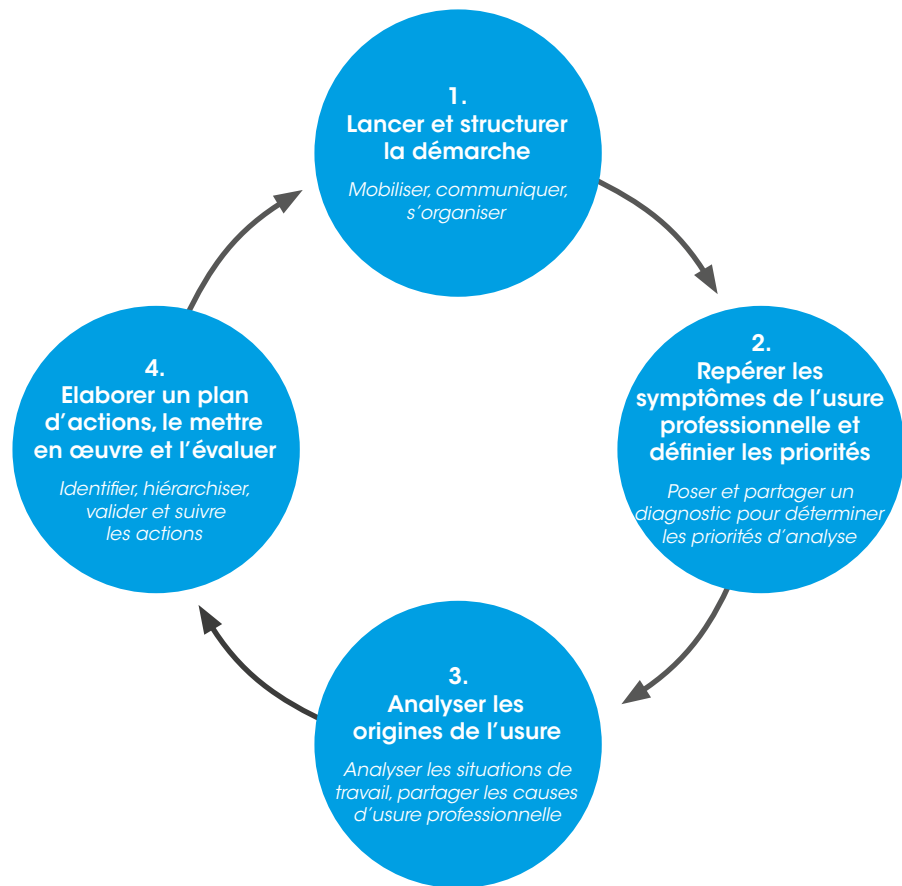 1.
Lancer et structurer
la démarche
Mobiliser, communiquer,
s’organiser
2.
Repérer les
symptômes de l’usure
professionnelle et
définier les priorités
Poser et partager un
diagnostic pour déterminer
les priorités d’analyse
3.
Analyser les
origines de l’usure
Analyser les situations de
travail, partager les causes
d’usure professionnelle
4.
Elaborer un plan
d’actions, le mettre
en œuvre et l’évaluer
Identifier, hiérarchiser,
valider et suivre
les actions